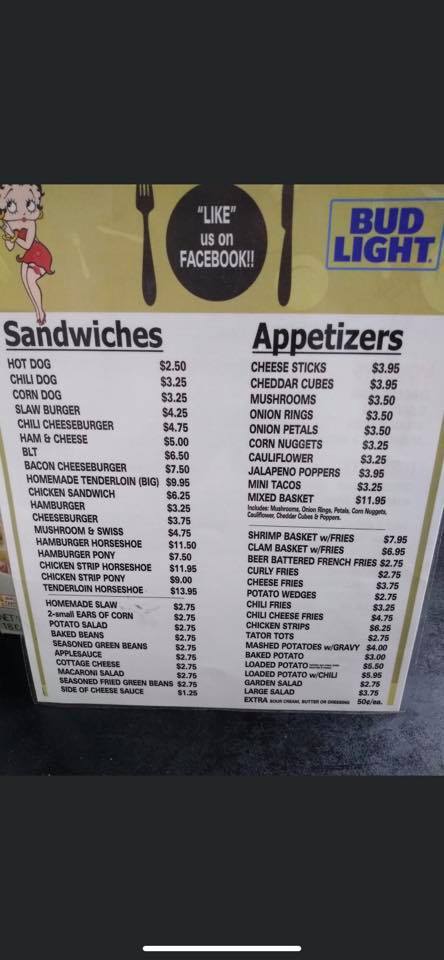 "LIKE"
us on
FACEBOOK!!
BUD
LIGHT
Sandwiches
HOT DOG $2.50
CHILI DOG $3.25
CORN DOG $3.25
SLAW BURGER $4.25
CHILI CHEESEBURGER $4.75
HAM & CHEESE $5.00
BLT $6.50
BACON CHEESEBURGER $7.50
HOMEMADE TENDERLOIN (BIG) $9.95
CHICKEN SANDWICH $6.25
HAMBURGER $3.25
CHEESEBURGER $3.75
MUSHROOM & SWISS $4.75
HAMBURGER HORSESHOE $11.50
HAMBURGER PONY $7.50
CHICKEN STRIP HORSESHOE $11.95
CHICKEN STRIP PONY $9.00
TENDERLOIN HORSESHOE $13.95
HOMEMADE SLAW $2.75
2-small EARS OF CORN $2.75
POTATO SALAD $2.75
BAKED BEANS $2.75
SEASONED GREEN BEANS $2.75
APPLESAUCE $2.75
COTTAGE CHEESE $2.75
MACARONI SALAD $2.75
SEASONED FRIED GREEN BEANS $2.75
SIDE OF CHEESE SAUCE $1.25
Appetizers
CHEESE STICKS $3.95
CHEDDAR CUBES $3.95
MUSHROOMS $3.50
ONION RINGS $3.50
ONION PETALS $3.50
CORN NUGGETS $3.25
CAULIFLOWER $3.25
JALAPENO POPPERS $3.95
MINI TACOS $3.25
MIXED BASKET $11.95
Includes: Mushrooms, Onion Rings, Petals, Corn Nuggets,
Cauliflower, Cheddar Cubes & Poppers.
SHRIMP BASKET w/FRIES $7.95
CLAM BASKET w/FRIES $6.95
BEER BATTERED FRENCH FRIES $2.75
CURLY FRIES $2.75
CHEESE FRIES $3.75
POTATO WEDGES $2.75
CHILI FRIES $3.25
CHILI CHEESE FRIES $4.75
CHICKEN STRIPS $6.25
TATOR TOTS $2.75
MASHED POTATOES w/GRAVY $4.00
BAKED POTATO $3.00
LOADED POTATO $5.50
LOADED POTATO w/CHILI $5.95
GARDEN SALAD $2.75
LARGE SALAD $3.75
EXTRA SOUR CREAM, BUTTER OR DRESSING 50¢/ea.